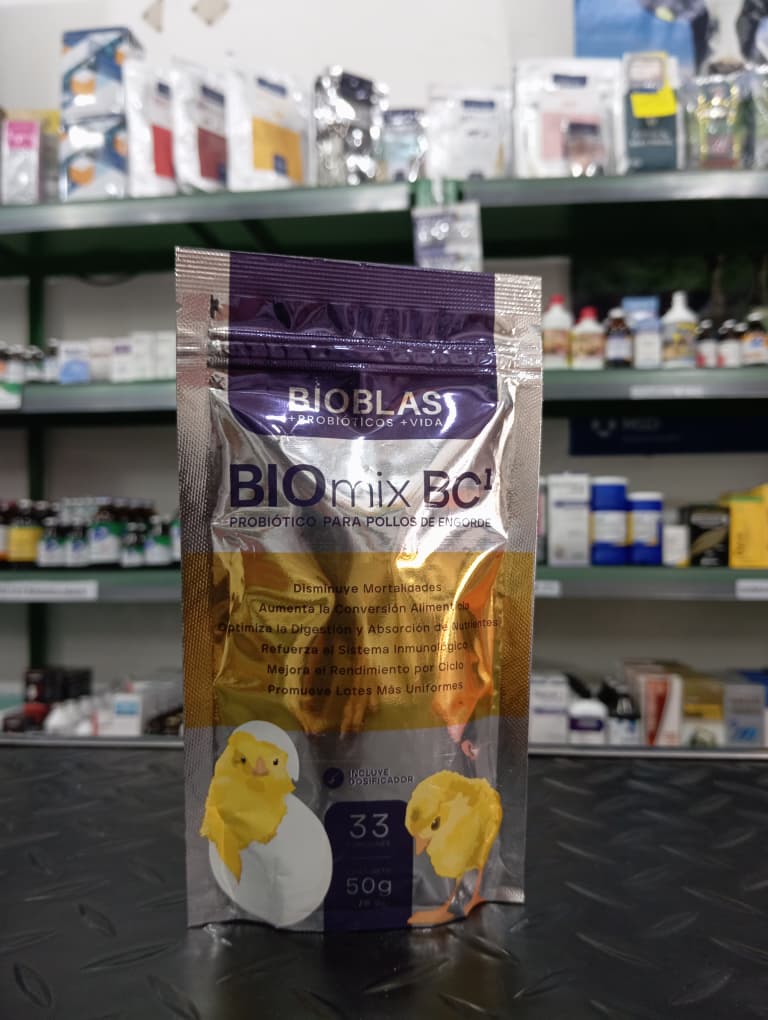 BIOBLAS
+PROBIÓTICOS +VIDA
BIOmix BC1
PROBIÓTICO PARA POLLOS DE ENGORDE
Disminuye Mortalidades
Aumenta la Conversión Alimenticia
Optimiza la Digestión y Absorción de Nutrientes
Refuerza el Sistema Inmunológico
Mejora el Rendimiento por Ciclo
Promueve Lotes Más Uniformes
INCLUYE
DOSIFICADOR
33
50g